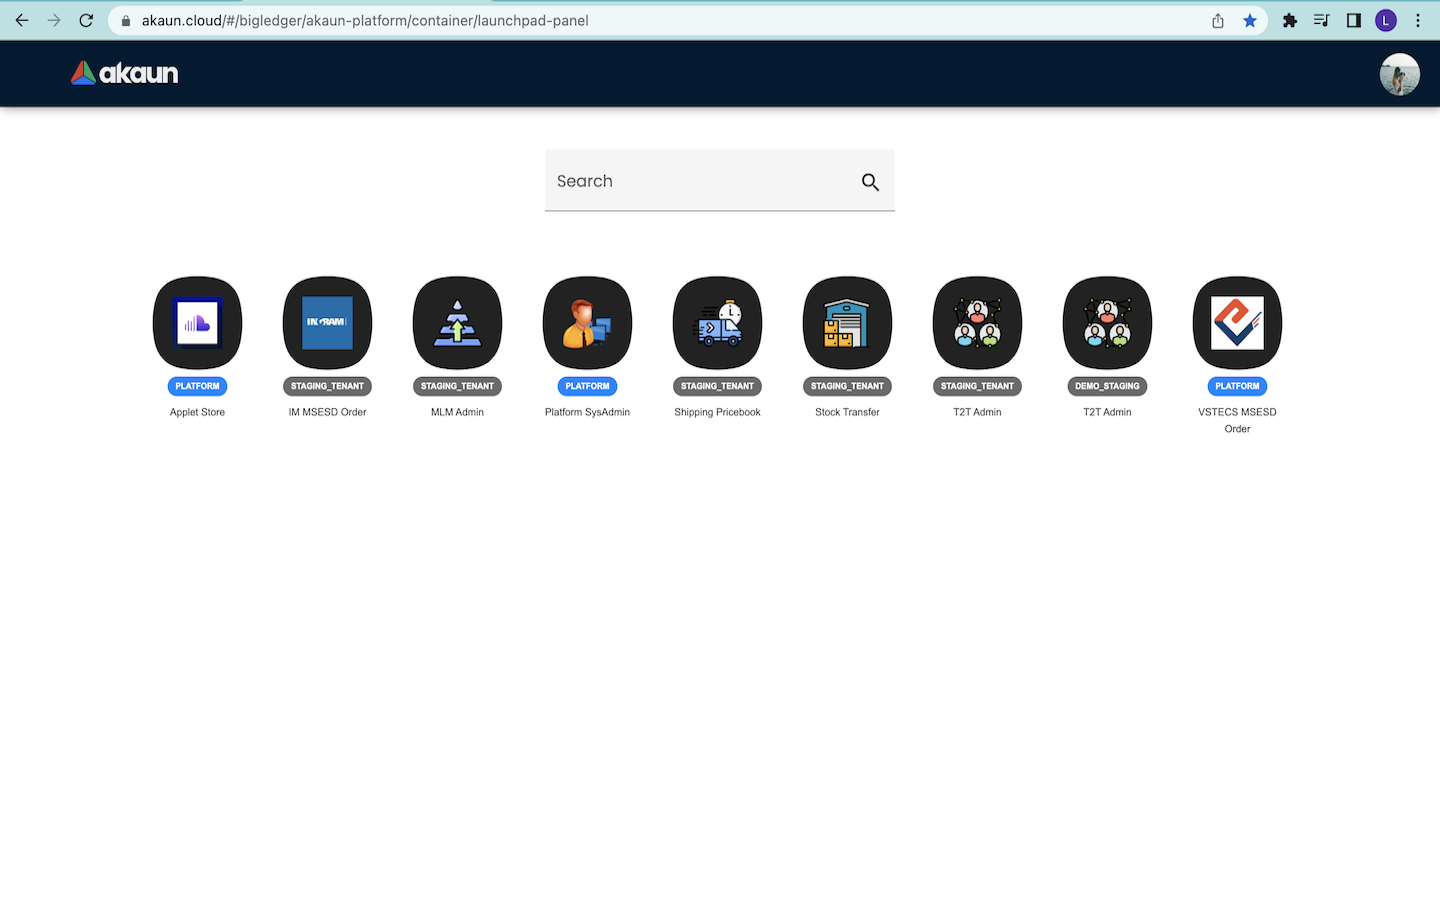 akaun.cloud/#/bigledger/akaun-platform/container/launchpad-panel
L
akaun
Search
INGRAM
PLATFORM
STAGING_TENANT
STAGING_TENANT
PLATFORM
STAGING_TENANT
STAGING_TENANT
STAGING_TENANT
DEMO_STAGING
PLATFORM
Applet Store
IM MSESD Order
MLM Admin
Platform SysAdmin
Shipping Pricebook
Stock Transfer
T2T Admin
T2T Admin
VSTECS MSESD
Order